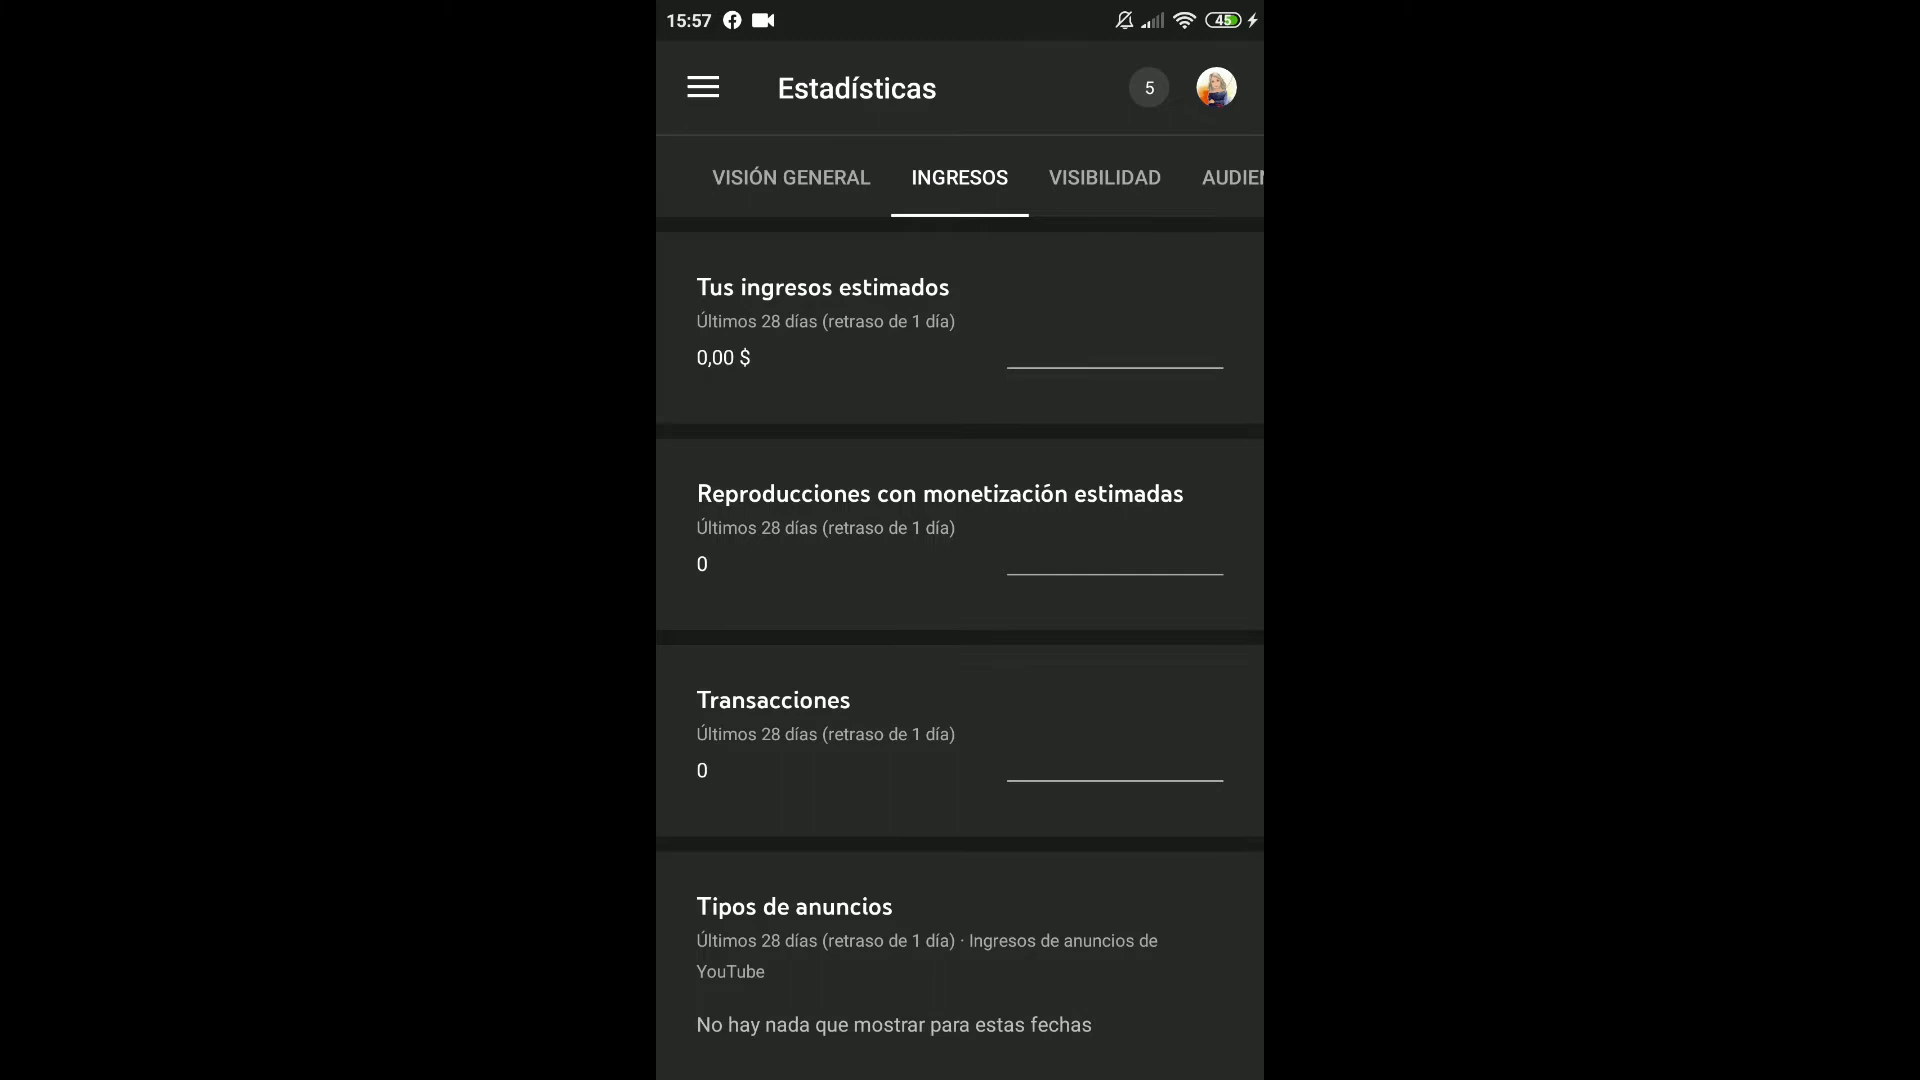 15:57
45
Estadísticas
5
VISIÓN GENERAL
INGRESOS
VISIBILIDAD
AUDIEN
Tus ingresos estimados
Últimos 28 días (retraso de 1 día)
0,00 $
Reproducciones con monetización estimadas
Últimos 28 días (retraso de 1 día)
0
Transacciones
Últimos 28 días (retraso de 1 día)
0
Tipos de anuncios
Últimos 28 días (retraso de 1 día) · Ingresos de anuncios de
YouTube
No hay nada que mostrar para estas fechas